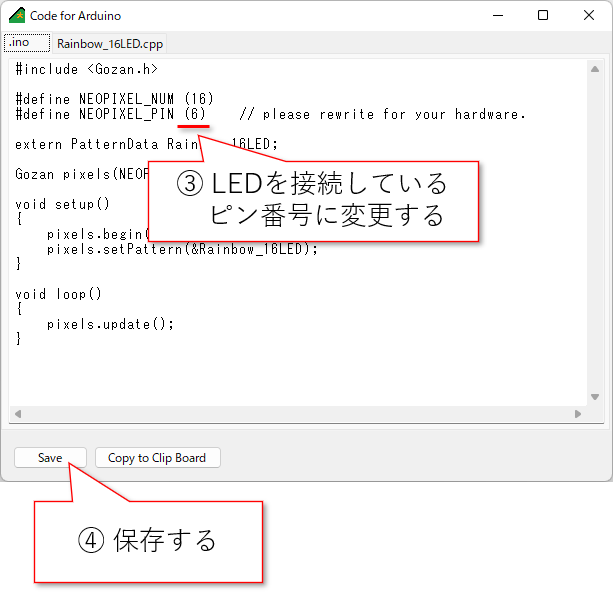 Code for Arduino
.ino Rainbow_16LED.cpp
#include <Gozan.h>
#define NEOPIXEL_NUM (16)
#define NEOPIXEL_PIN (6)    // please rewrite for your hardware.
extern PatternData Rain 16LED;
Gozan pixels(NEOP
③ LEDを接続している
ピン番号に変更する
void setup()
{
    pixels.begin(
    pixels.setPattern(&Rainbow_16LED);
}
void loop()
{
    pixels.update();
}
Save Copy to Clip Board
④ 保存する